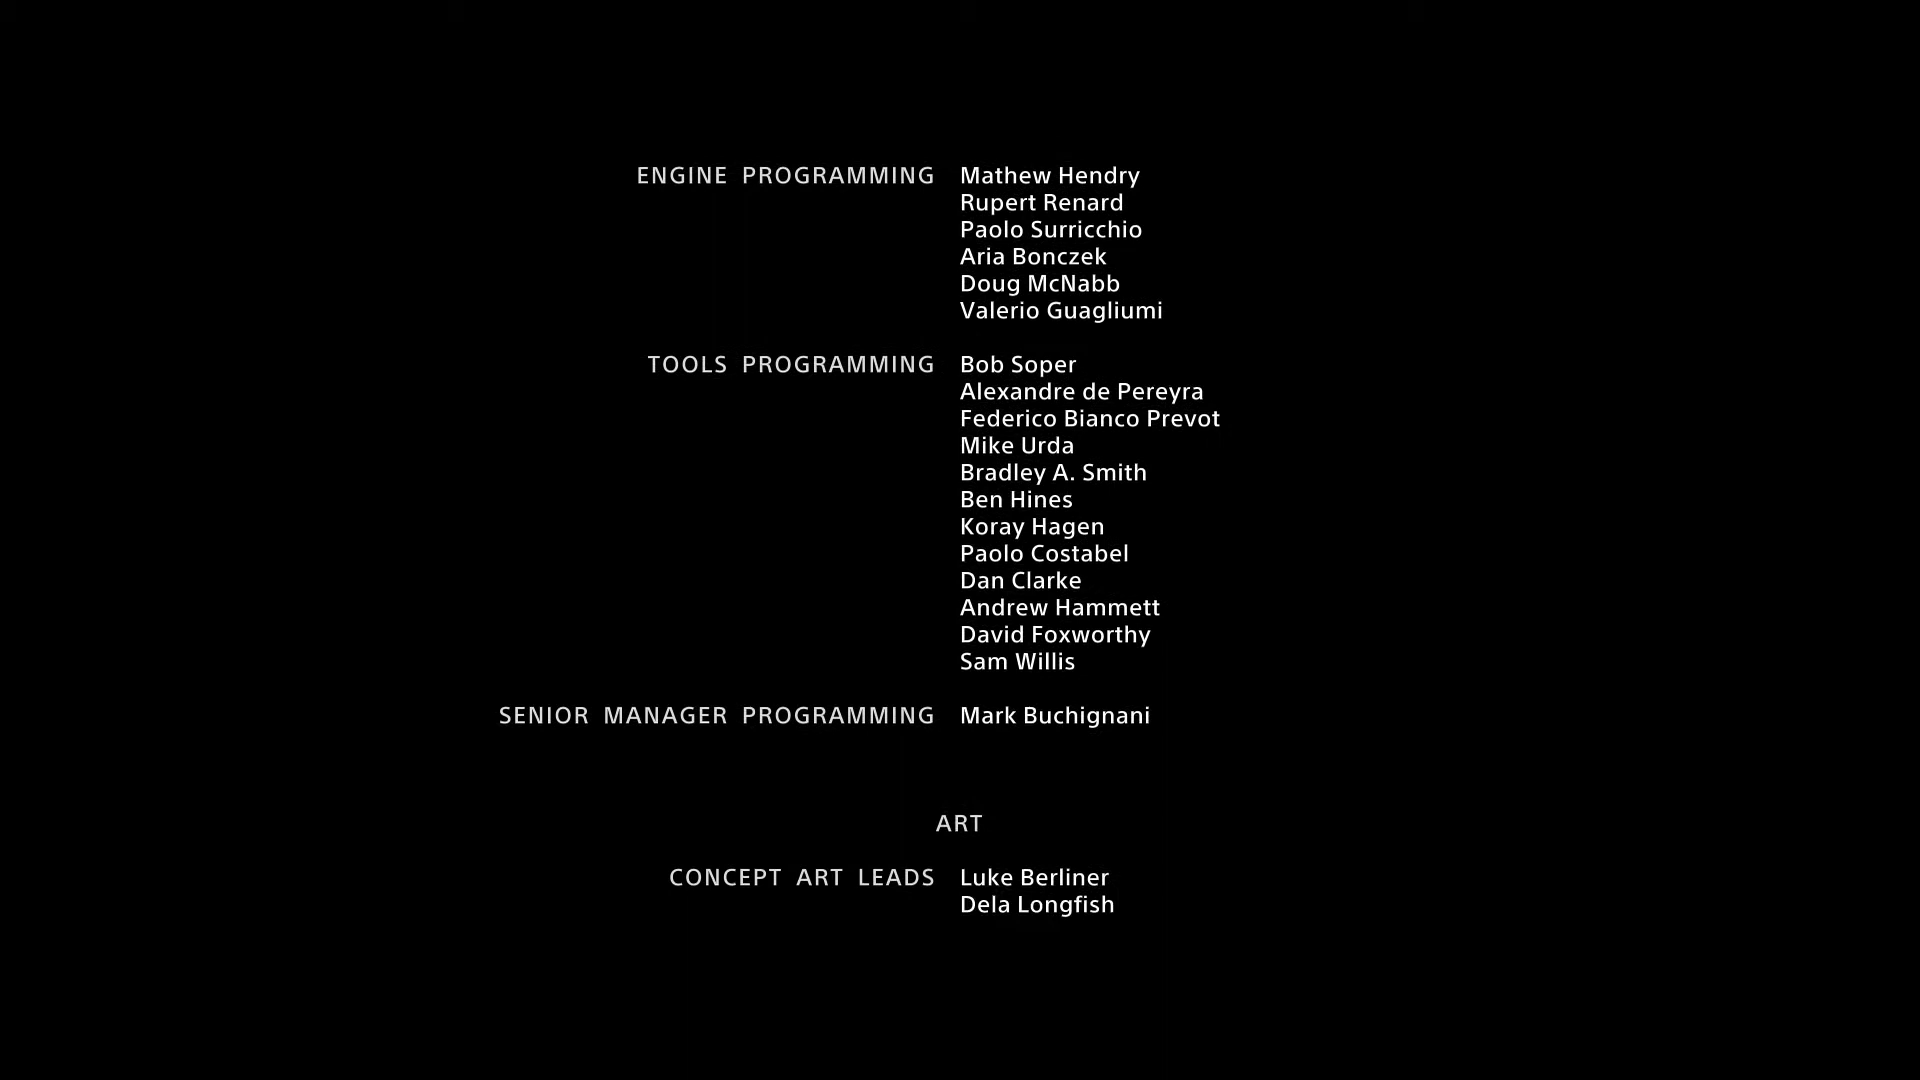 ENGINE PROGRAMMING Mathew Hendry
Rupert Renard
Paolo Surricchio
Aria Bonczek
Doug McNabb
Valerio Guagliumi
TOOLS PROGRAMMING Bob Soper
Alexandre de Pereyra
Federico Bianco Prevot
Mike Urda
Bradley A. Smith
Ben Hines
Koray Hagen
Paolo Costabel
Dan Clarke
Andrew Hammett
David Foxworthy
Sam Willis
SENIOR MANAGER PROGRAMMING Mark Buchignani
ART
CONCEPT ART LEADS Luke Berliner
Dela Longfish